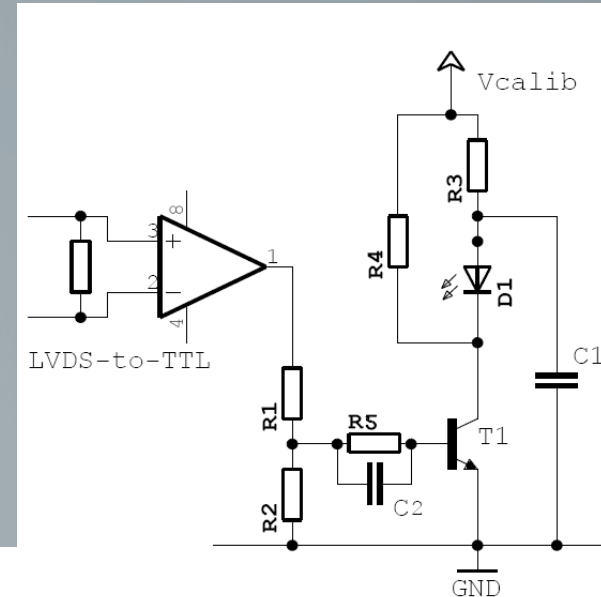 Vcalib
R3
R4
D1
8
3
+
2
−
1
4
LVDS-to-TTL
C1
R1
R5
T1
R2
C2
GND